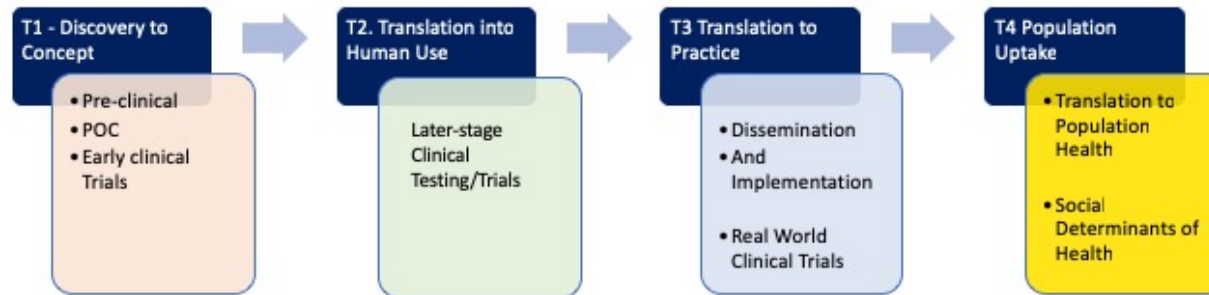 T1 - Discovery to
Concept
• Pre-clinical
• POC
• Early clinical
Trials
T2. Translation into
Human Use
Later-stage
Clinical
Testing/Trials
T3 Translation to
Practice
• Dissemination
• And
Implementation
• Real World
Clinical Trials
T4 Population
Uptake
• Translation to
Population
Health
• Social
Determinants of
Health